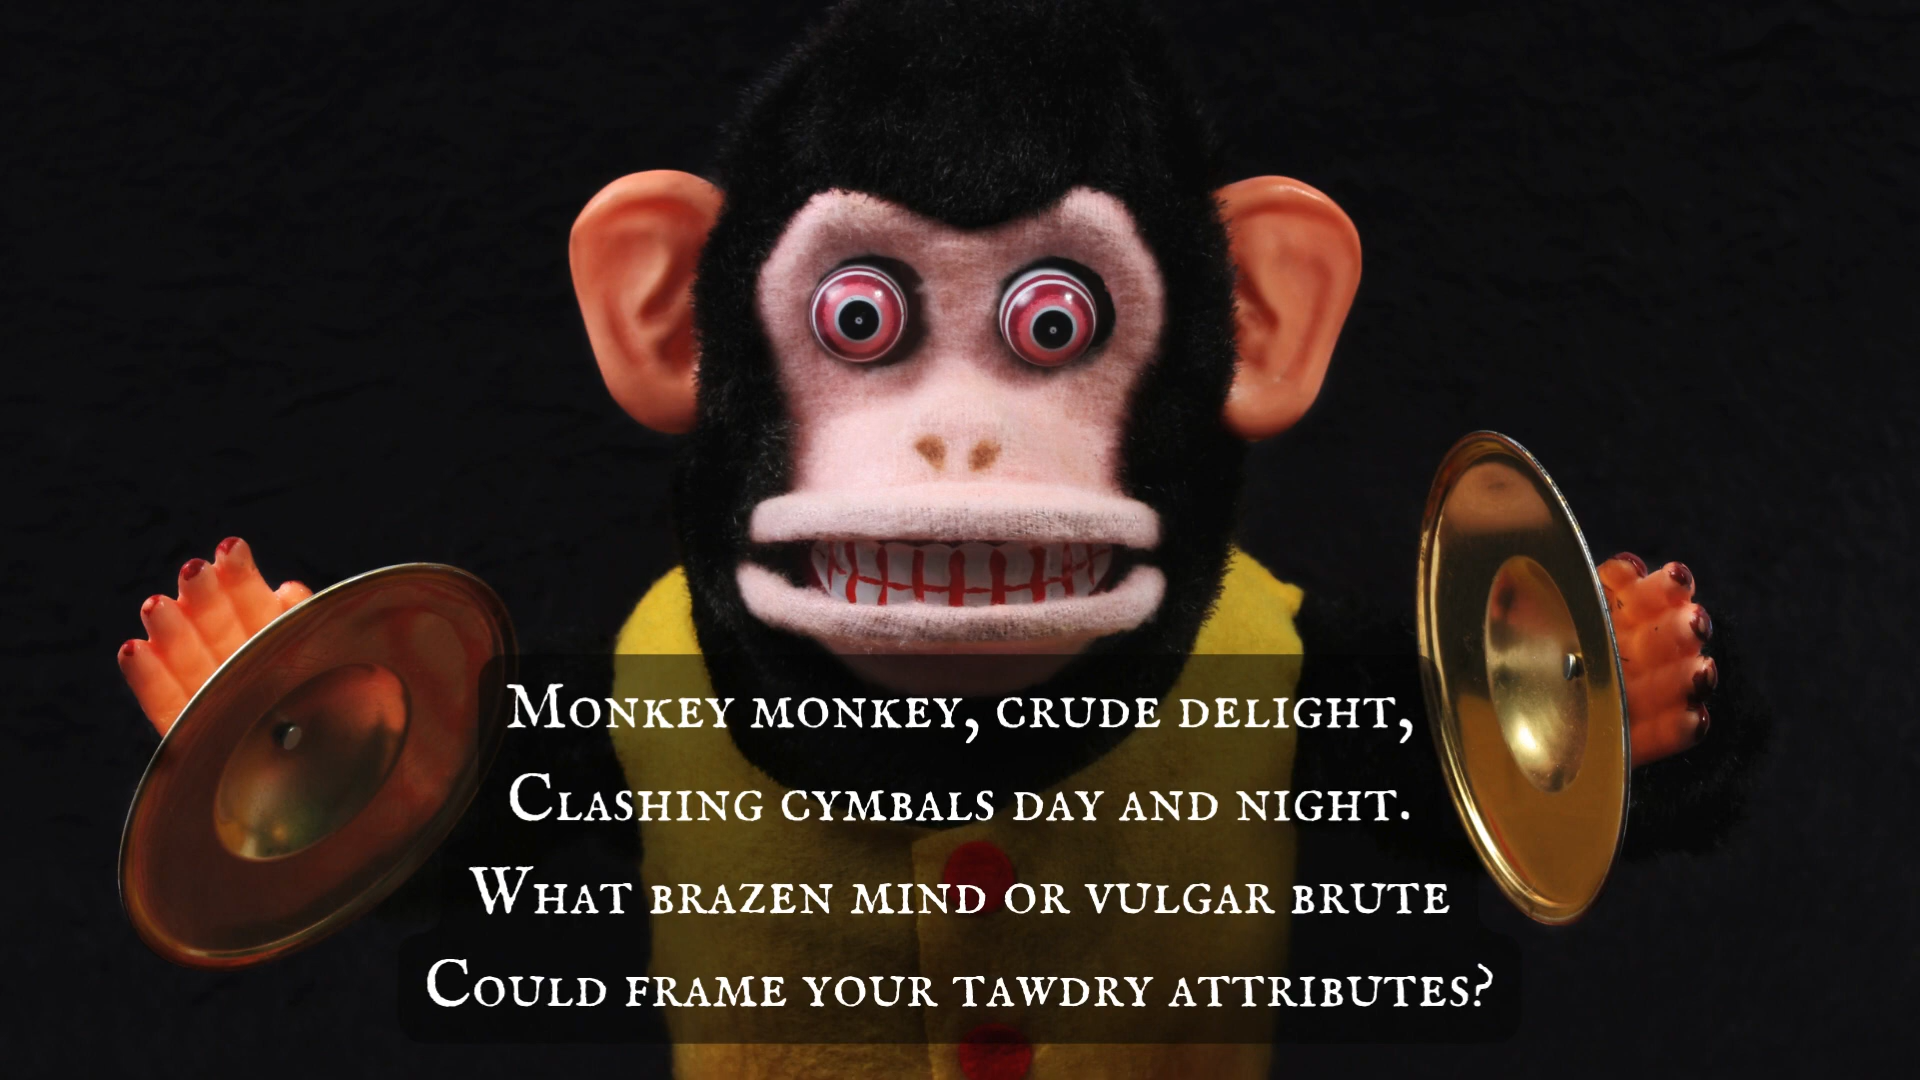 Monkey monkey, crude delight,
Clashing cymbals day and night.
What brazen mind or vulgar brute
Could frame your tawdry attributes?